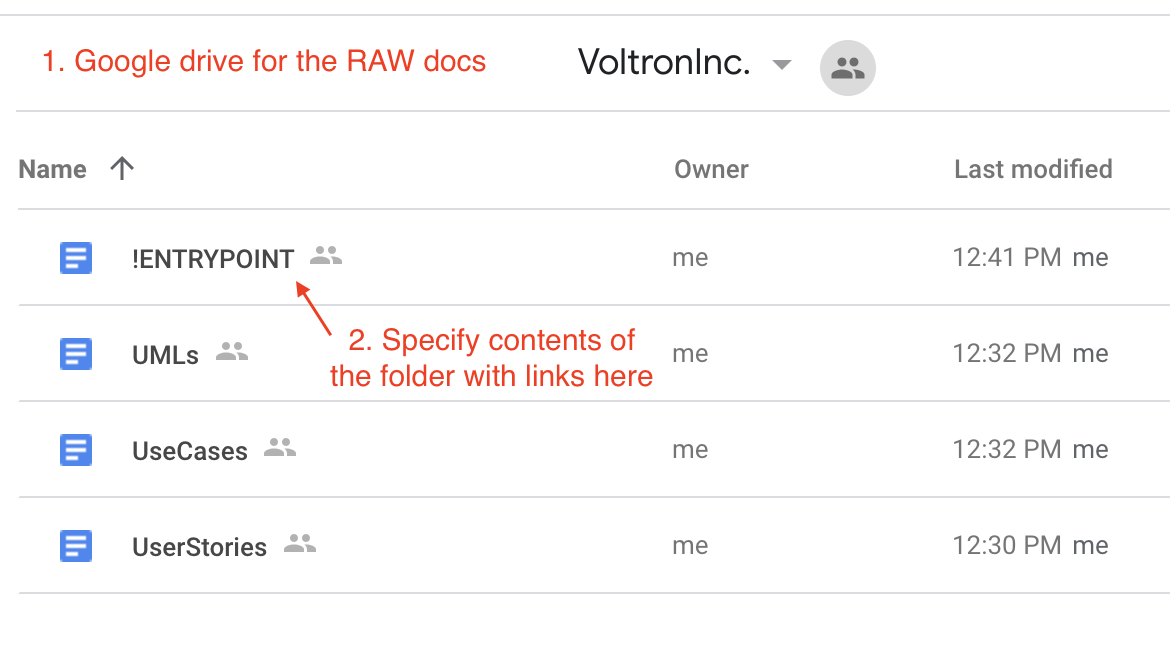 1. Google drive for the RAW docs
VoltronInc.
Name Owner Last modified
!ENTRYPOINT me 12:41 PM me
2. Specify contents of
the folder with links here
UMLs me 12:32 PM me
UseCases me 12:32 PM me
UserStories me 12:30 PM me